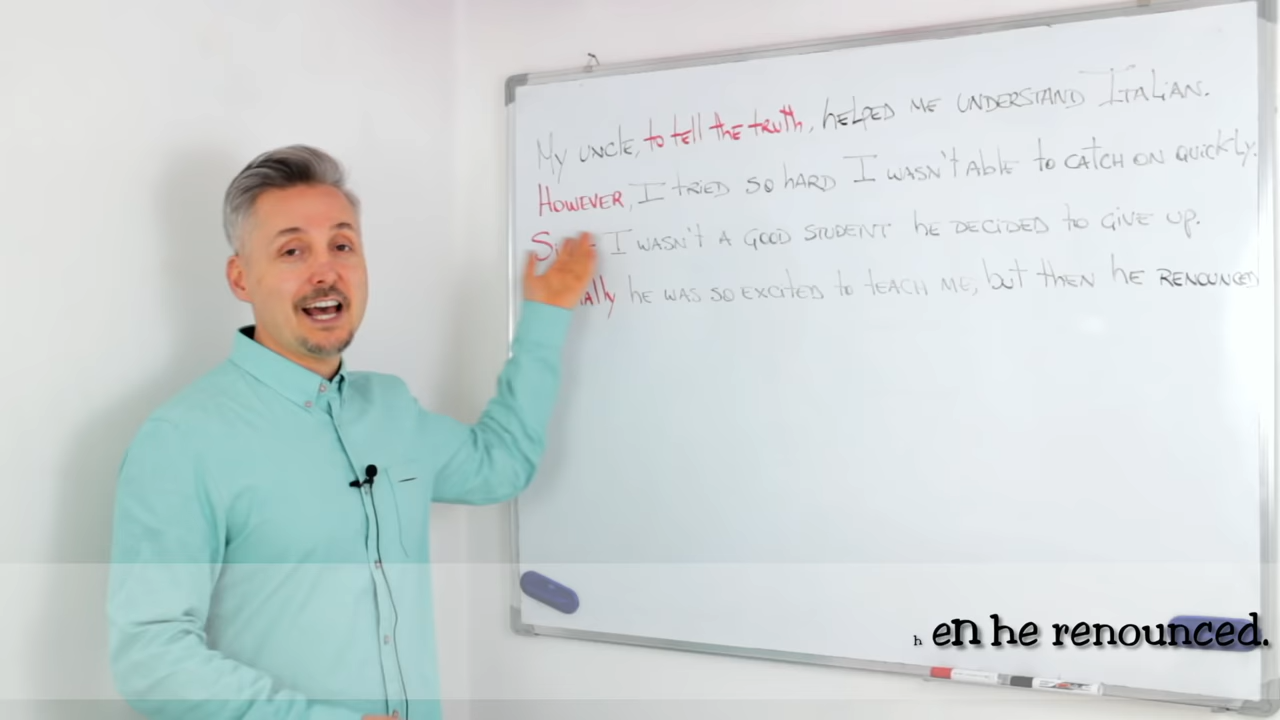 My uncle, to tell the truth, helped me understand Italian.
However, I tried so hard I wasn't able to catch on quickly.
I wasn't a good student he decided to give up.
he was so excited to teach me, but then he renounced
en he renounced.